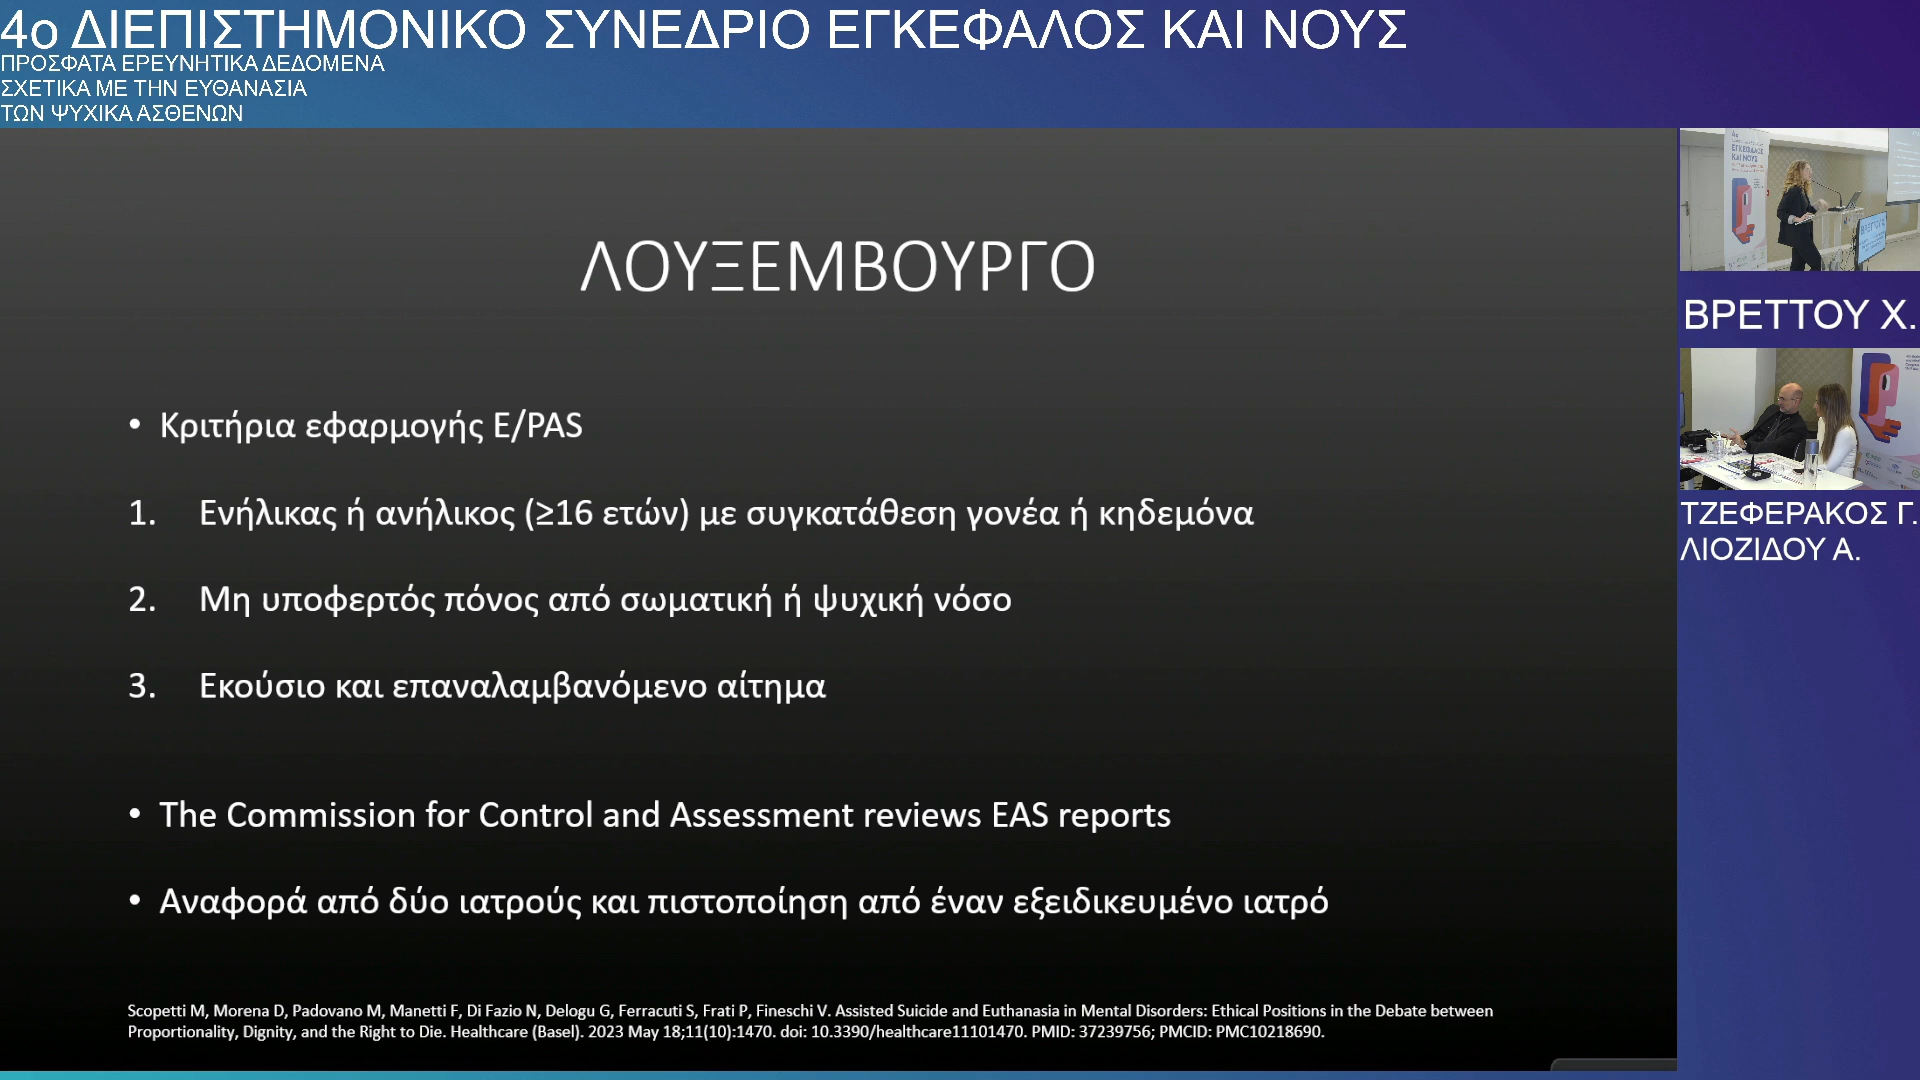 4ο ΔΙΕΠΙΣΤΗΜΟΝΙΚΟ ΣΥΝΕΔΡΙΟ ΕΓΚΕΦΑΛΟΣ ΚΑΙ ΝΟΥΣ
ΠΡΟΣΦΑΤΑ ΕΡΕΥΝΗΤΙΚΑ ΔΕΔΟΜΕΝΑ
ΣΧΕΤΙΚΑ ΜΕ ΤΗΝ ΕΥΘΑΝΑΣΙΑ
ΤΩΝ ΨΥΧΙΚΑ ΑΣΘΕΝΩΝ
ΛΟΥΞΕΜΒΟΥΡΓΟ
• Κριτήρια εφαρμογής E/PAS
1. Ενήλικας ή ανήλικος (≥16 ετών) με συγκατάθεση γονέα ή κηδεμόνα
2. Μη υποφερτός πόνος από σωματική ή ψυχική νόσο
3. Εκούσιο και επαναλαμβανόμενο αίτημα
• The Commission for Control and Assessment reviews EAS reports
• Αναφορά από δύο ιατρούς και πιστοποίηση από έναν εξειδικευμένο ιατρό
Scopetti M, Morena D, Padovano M, Manetti F, Di Fazio N, Delogu G, Ferracuti S, Frati P, Fineschi V. Assisted Suicide and Euthanasia in Mental Disorders: Ethical Positions in the Debate between
Proportionality, Dignity, and the Right to Die. Healthcare (Basel). 2023 May 18;11(10):1470. doi: 10.3390/healthcare11101470. PMID: 37239756; PMCID: PMC10218690.
ΕΓΚΕΦΑΛΟΣ
ΚΑΙ ΝΟΥΣ
ΒΡΕΤΤΟΥ Χ.
ΤΖΕΦΕΡΑΚΟΣ Γ.
ΛΙΟΖΙΔΟΥ Α.